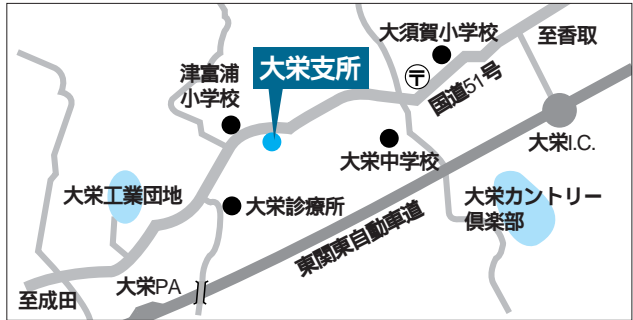 大須賀小学校
至香取
津富浦
小学校
大栄支所
〒
国道51号
大栄中学校
大栄I.C.
大栄工業団地
大栄診療所
大栄カントリー
倶楽部
東関東自動車道
大栄PA
至成田